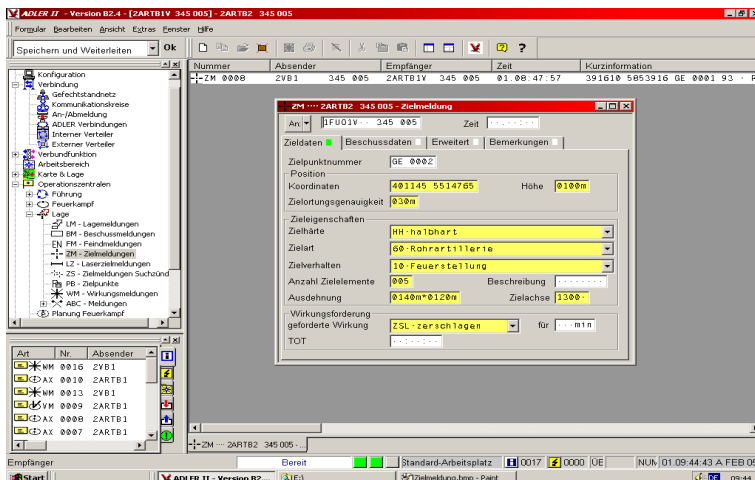 ADLER II - Version B2.4 - [2ARTB1V 345 005] - 2ARTB2 345 005
Formular Bearbeiten Ansicht Extras Fenster Hilfe
Speichern und Weiterleiten Ok
Nummer Absender Empfänger Zeit Kurzinformation
ZM 0008 2VB1 345 005 2ARTB1V 345 005 01.08:47:57 391610 5853916 GE 0001 93
Konfiguration
Verbindung
Gefechtstandnetz
Kommunikationskreise
An-/Abmeldung
ADLER Verbindungen
Interner Verteiler
Externer Verteiler
Verbundfunktion
Arbeitsbereich
Karte & Lage
Operationszentralen
Führung
Feuerkampf
Lage
LM - Lagemeldungen
BM - Beschussmeldungen
FM - Feindmeldungen
ZM - Zielmeldungen
LZ - Laserzielmeldungen
ZS - Zielmeldungen Suchzünd
PB - Zielpunkte
WM - Wirkungsmeldungen
ABC - Meldungen
Planung Feuerkampf
ZM ···· 2ARTB2 345 005 - Zielmeldung
An 1FUO1V·· 345 005 Zeit ··.··:··
Zieldaten Beschussdaten Erweitert Bemerkungen
Zielpunktnummer GE 0002
Position
Koordinaten 401145 5514765 Höhe 0100m
Zielortungsgenauigkeit 030m
Zieleigenschaften
Zielhärte HH·halbhart
Zielart 60·Rohrartillerie
Zielverhalten 10·Feuerstellung
Anzahl Zielelemente 005 Beschreibung ········
Ausdehnung 0140m*0120m Zielachse 1300·
Wirkungsforderung
geforderte Wirkung ZSL·zerschlagen für ···min
TOT ··:··:··
Art Nr. Absender
WM 0016 2VB1
AX 0010 2ARTB1
WM 0013 2VB1
VM 0009 2ARTB1
AX 0008 2ARTB1
AX 0007 2ARTB1
ZM ···· 2ARTB2 345 005 -...
Empfänger Bereit Standard-Arbeitsplatz 0017 0000 ÜE NUM 01.09:44:43 A FEB 05
Start ADLER II - Version B2.... (E:) Zielmeldung.bmp - Paint DE 09:44